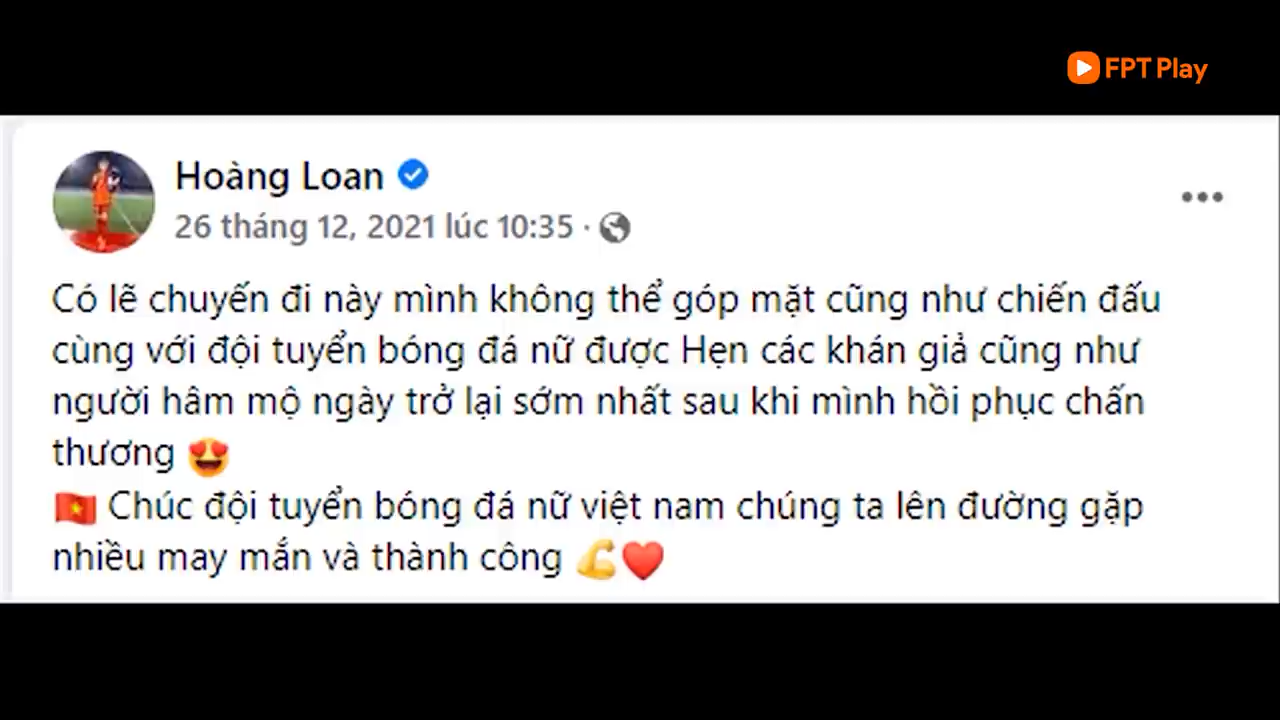 FPT Play
Hoàng Loan
26 tháng 12, 2021 lúc 10:35 ·
Có lẽ chuyến đi này mình không thể góp mặt cũng như chiến đấu
cùng với đội tuyển bóng đá nữ được Hẹn các khán giả cũng như
người hâm mộ ngày trở lại sớm nhất sau khi mình hồi phục chấn
thương 😍
🇻🇳 Chúc đội tuyển bóng đá nữ việt nam chúng ta lên đường gặp
nhiều may mắn và thành công 💪❤️